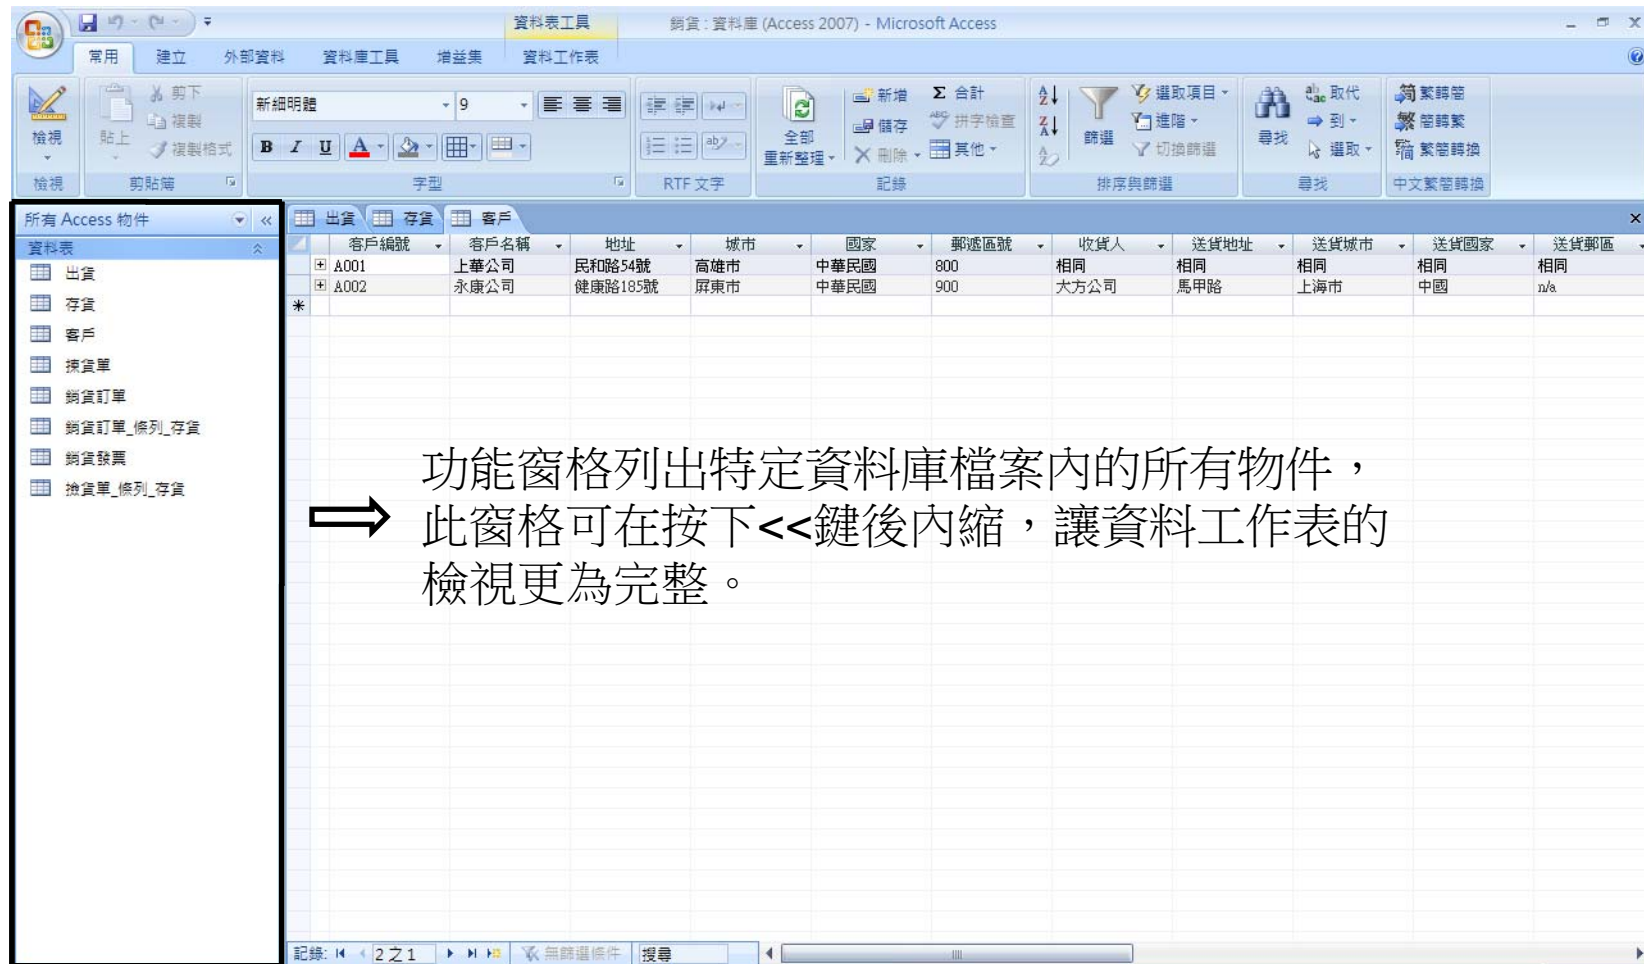 資料表工具 銷貨 : 資料庫 (Access 2007) - Microsoft Access
常用 建立 外部資料 資料庫工具 增益集 資料工作表
檢視
貼上
剪下
複製
複製格式
新細明體 9
B I U A
ab
全部
重新整理
新增
儲存
刪除
Σ 合計
拼字檢查
其他
篩選
選取項目
進階
切換篩選
尋找
取代
到
選取
繁轉簡
簡轉繁
繁簡轉換
檢視 剪貼簿 字型 RTF 文字 記錄 排序與篩選 尋找 中文繁簡轉換
所有 Access 物件 «
資料表
出貨
存貨
客戶
揀貨單
銷貨訂單
銷貨訂單_條列_存貨
銷貨發票
撿貨單_條列_存貨
出貨 存貨 客戶
客戶編號 客戶名稱 地址 城市 國家 郵遞區號 收貨人 送貨地址 送貨城市 送貨國家 送貨郵區
A001 上華公司 民和路54號 高雄市 中華民國 800 相同 相同 相同 相同 相同
A002 永康公司 健康路185號 屏東市 中華民國 900 大方公司 馬甲路 上海市 中國 n/a
功能窗格列出特定資料庫檔案內的所有物件，
此窗格可在按下<<鍵後內縮，讓資料工作表的
檢視更為完整。
記錄: 2 之 1 無篩選條件 搜尋